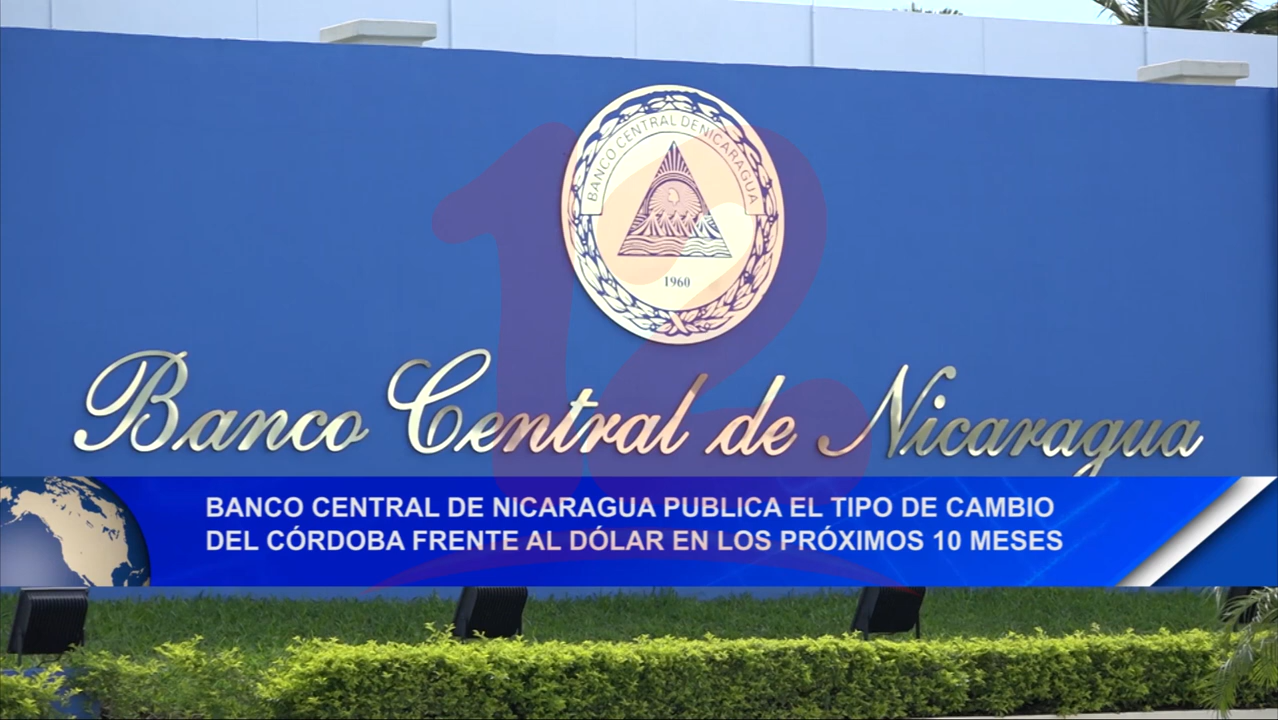 BANCO CENTRAL DE NICARAGUA
1960
Banco Central de Nicaragua
12
BANCO CENTRAL DE NICARAGUA PUBLICA EL TIPO DE CAMBIO
DEL CÓRDOBA FRENTE AL DÓLAR EN LOS PRÓXIMOS 10 MESES